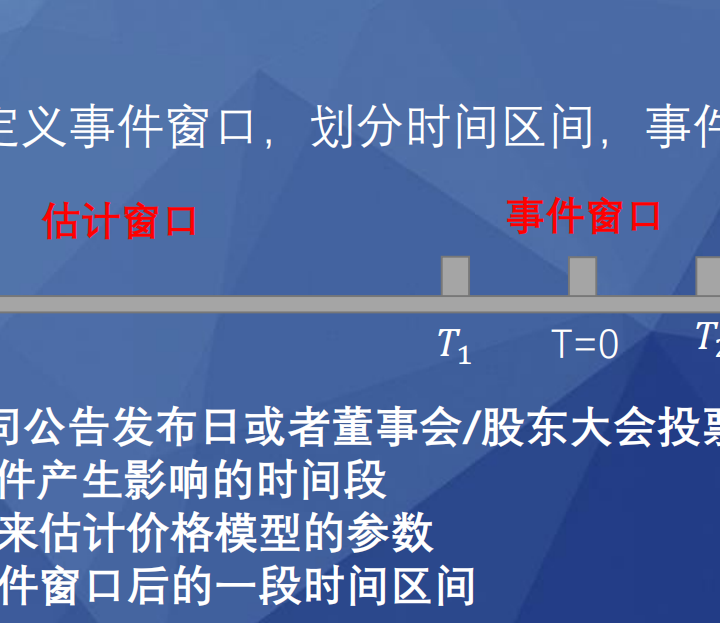 定义事件窗口，划分时间区间，事件
估计窗口 事件窗口
T₁ T=0 T₂
司公告发布日或者董事会/股东大会投票
件产生影响的时间段
来估计价格模型的参数
件窗口后的一段时间区间